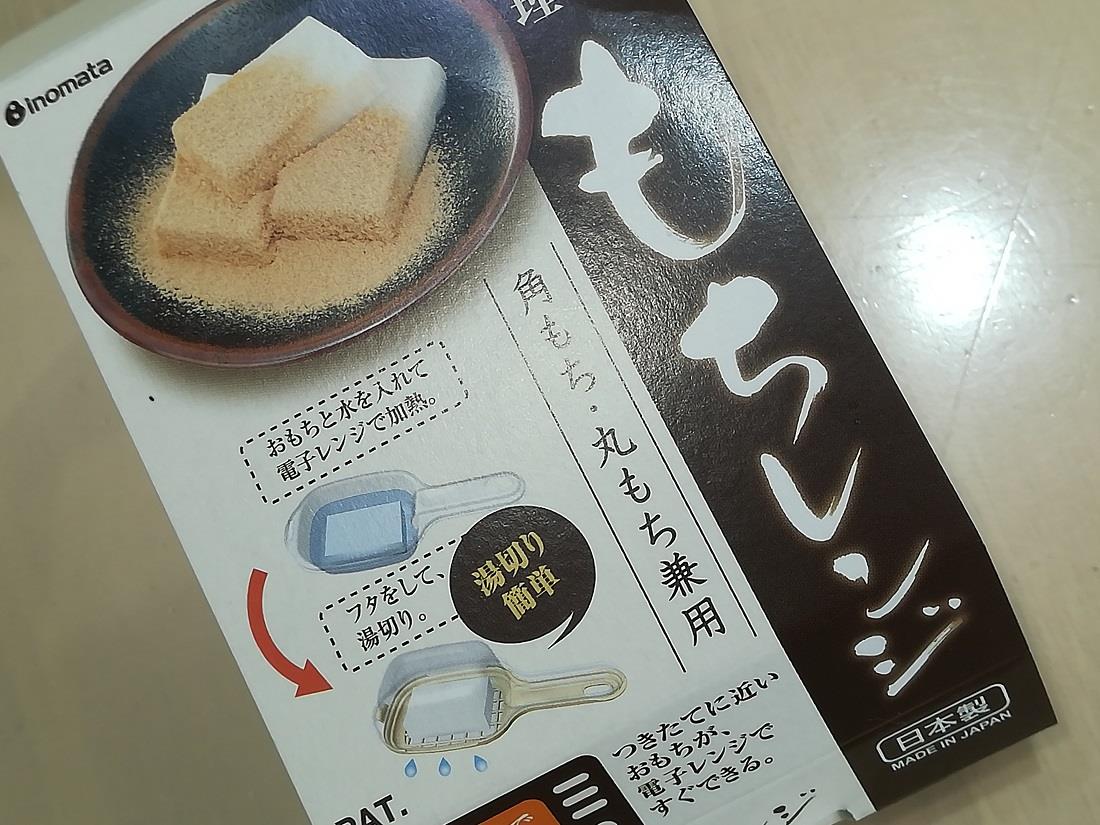 inomata
理
もちレンジ
角もち・丸もち兼用
おもちと水を入れて
電子レンジで加熱。
フタをして、
湯切り。
湯切り
簡単
つきたてに近い
おもちが、
電子レンジで
すぐできる。
日本製
MADE IN JAPAN
PAT.